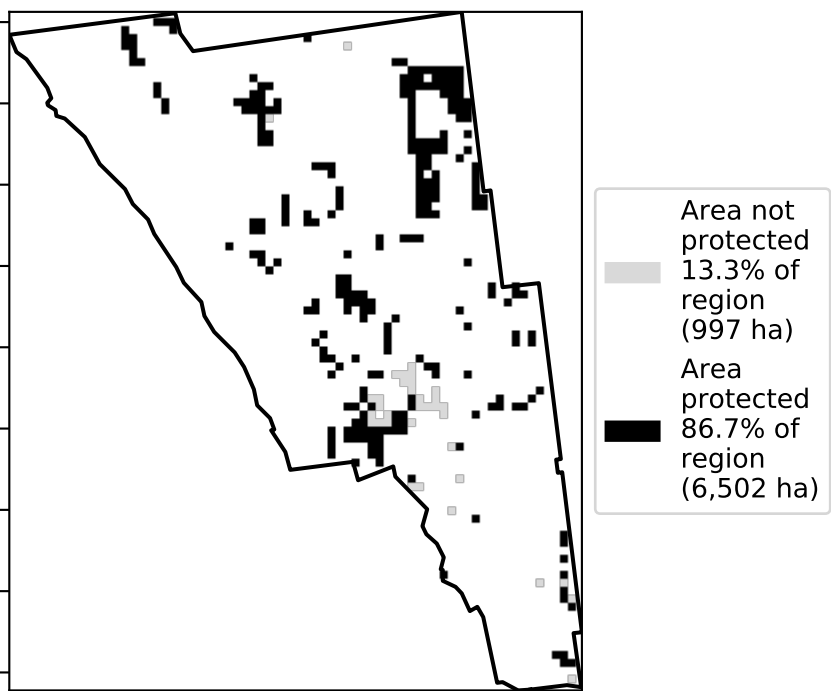 Area not
protected
13.3% of
region
(997 ha)
Area
protected
86.7% of
region
(6,502 ha)